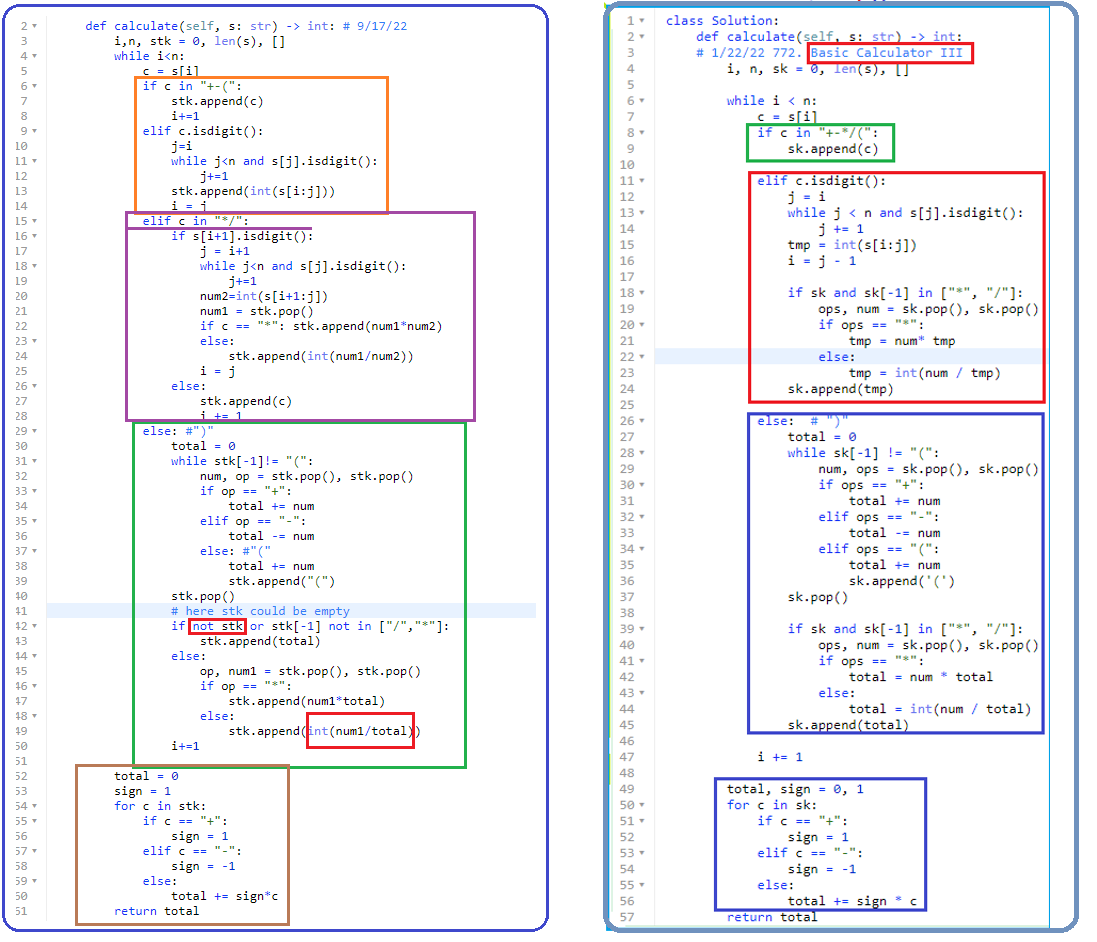 2 def calculate(self, s: str) -> int: # 9/17/22
3 i,n, stk = 0, len(s), []
4 while i<n:
5 c = s[i]
6 if c in "+-(":
7 stk.append(c)
8 i+=1
9 elif c.isdigit():
10 j=i
11 while j<n and s[j].isdigit():
12 j+=1
13 stk.append(int(s[i:j]))
14 i = j
15 elif c in "*/":
16 if s[i+1].isdigit():
17 j = i+1
18 while j<n and s[j].isdigit():
19 j+=1
20 num2=int(s[i+1:j])
21 num1 = stk.pop()
22 if c == "*": stk.append(num1*num2)
23 else:
24 stk.append(int(num1/num2))
25 i = j
26 else:
27 stk.append(c)
28 i += 1
29 else: #")"
30 total = 0
31 while stk[-1]!= "(":
32 num, op = stk.pop(), stk.pop()
33 if op == "+":
34 total += num
35 elif op == "-":
36 total -= num
37 else: #"("
38 total += num
39 stk.append("(")
40 stk.pop()
41 # here stk could be empty
42 if not stk or stk[-1] not in ["/","*"]:
43 stk.append(total)
44 else:
45 op, num1 = stk.pop(), stk.pop()
46 if op == "*":
47 stk.append(num1*total)
48 else:
49 stk.append(int(num1/total))
50 i+=1
51
52 total = 0
53 sign = 1
54 for c in stk:
55 if c == "+":
56 sign = 1
57 elif c == "-":
58 sign = -1
59 else:
60 total += sign*c
61 return total
1 class Solution:
2 def calculate(self, s: str) -> int:
3 # 1/22/22 772. Basic Calculator III
4 i, n, sk = 0, len(s), []
5
6 while i < n:
7 c = s[i]
8 if c in "+-*/(":
9 sk.append(c)
10
11 elif c.isdigit():
12 j = i
13 while j < n and s[j].isdigit():
14 j += 1
15 tmp = int(s[i:j])
16 i = j - 1
17
18 if sk and sk[-1] in ["*", "/"]:
19 ops, num = sk.pop(), sk.pop()
20 if ops == "*":
21 tmp = num* tmp
22 else:
23 tmp = int(num / tmp)
24 sk.append(tmp)
25
26 else: # ")"
27 total = 0
28 while sk[-1] != "(":
29 num, ops = sk.pop(), sk.pop()
30 if ops == "+":
31 total += num
32 elif ops == "-":
33 total -= num
34 elif ops == "(":
35 total += num
36 sk.append('(')
37 sk.pop()
38
39 if sk and sk[-1] in ["*", "/"]:
40 ops, num = sk.pop(), sk.pop()
41 if ops == "*":
42 total = num * total
43 else:
44 total = int(num / total)
45 sk.append(total)
46
47 i += 1
48
49 total, sign = 0, 1
50 for c in sk:
51 if c == "+":
52 sign = 1
53 elif c == "-":
54 sign = -1
55 else:
56 total += sign * c
57 return total